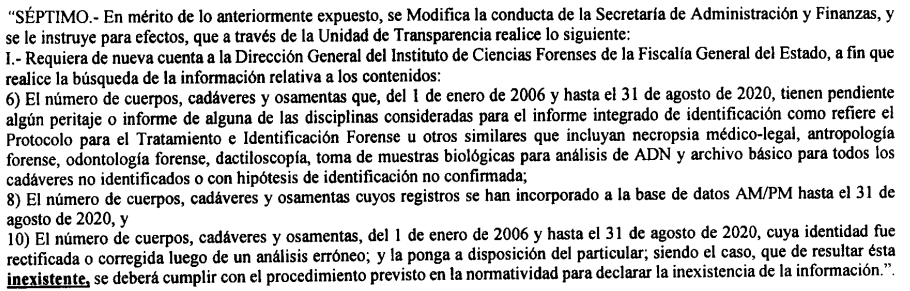 “SÉPTIMO.- En mérito de lo anteriormente expuesto, se Modifica la conducta de la Secretaría de Administración y Finanzas, y
se le instruye para efectos, que a través de la Unidad de Transparencia realice lo siguiente:
I.- Requiera de nueva cuenta a la Dirección General del Instituto de Ciencias Forenses de la Fiscalía General del Estado, a fin que
realice la búsqueda de la información relativa a los contenidos:
6) El número de cuerpos, cadáveres y osamentas que, del 1 de enero de 2006 y hasta el 31 de agosto de 2020, tienen pendiente
algún peritaje o informe de alguna de las disciplinas consideradas para el informe integrado de identificación como refiere el
Protocolo para el Tratamiento e Identificación Forense u otros similares que incluyan necropsia médico-legal, antropología
forense, odontología forense, dactiloscopía, toma de muestras biológicas para análisis de ADN y archivo básico para todos los
cadáveres no identificados o con hipótesis de identificación no confirmada;
8) El número de cuerpos, cadáveres y osamentas cuyos registros se han incorporado a la base de datos AM/PM hasta el 31 de
agosto de 2020, y
10) El número de cuerpos, cadáveres y osamentas, del 1 de enero de 2006 y hasta el 31 de agosto de 2020, cuya identidad fue
rectificada o corregida luego de un análisis erróneo; y la ponga a disposición del particular; siendo el caso, que de resultar ésta
inexistente, se deberá cumplir con el procedimiento previsto en la normatividad para declarar la inexistencia de la información.”.